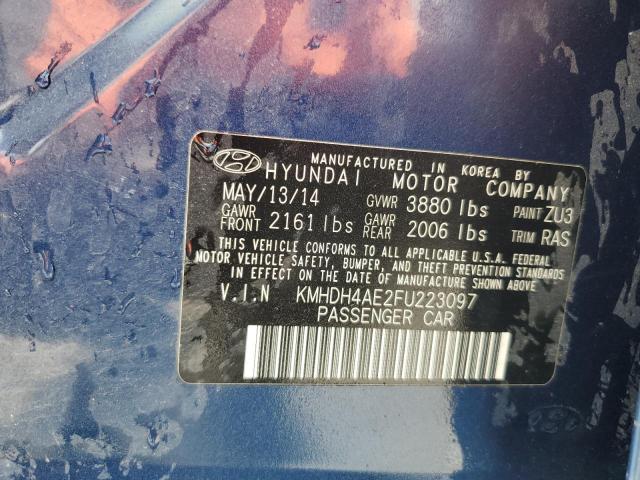 MANUFACTURED IN KOREA BY
HYUNDAI MOTOR COMPANY
MAY/13/14 GVWR 3880 lbs PAINT ZU3
GAWR FRONT 2161 lbs GAWR REAR 2006 lbs TRIM RAS
THIS VEHICLE CONFORMS TO ALL APPLICABLE U.S.A. FEDERAL
MOTOR VEHICLE SAFETY, BUMPER, AND THEFT PREVENTION STANDARDS
IN EFFECT ON THE DATE OF MANUFACTURE SHOWN ABOVE
V.I.N KMHDH4AE2FU223097
PASSENGER CAR